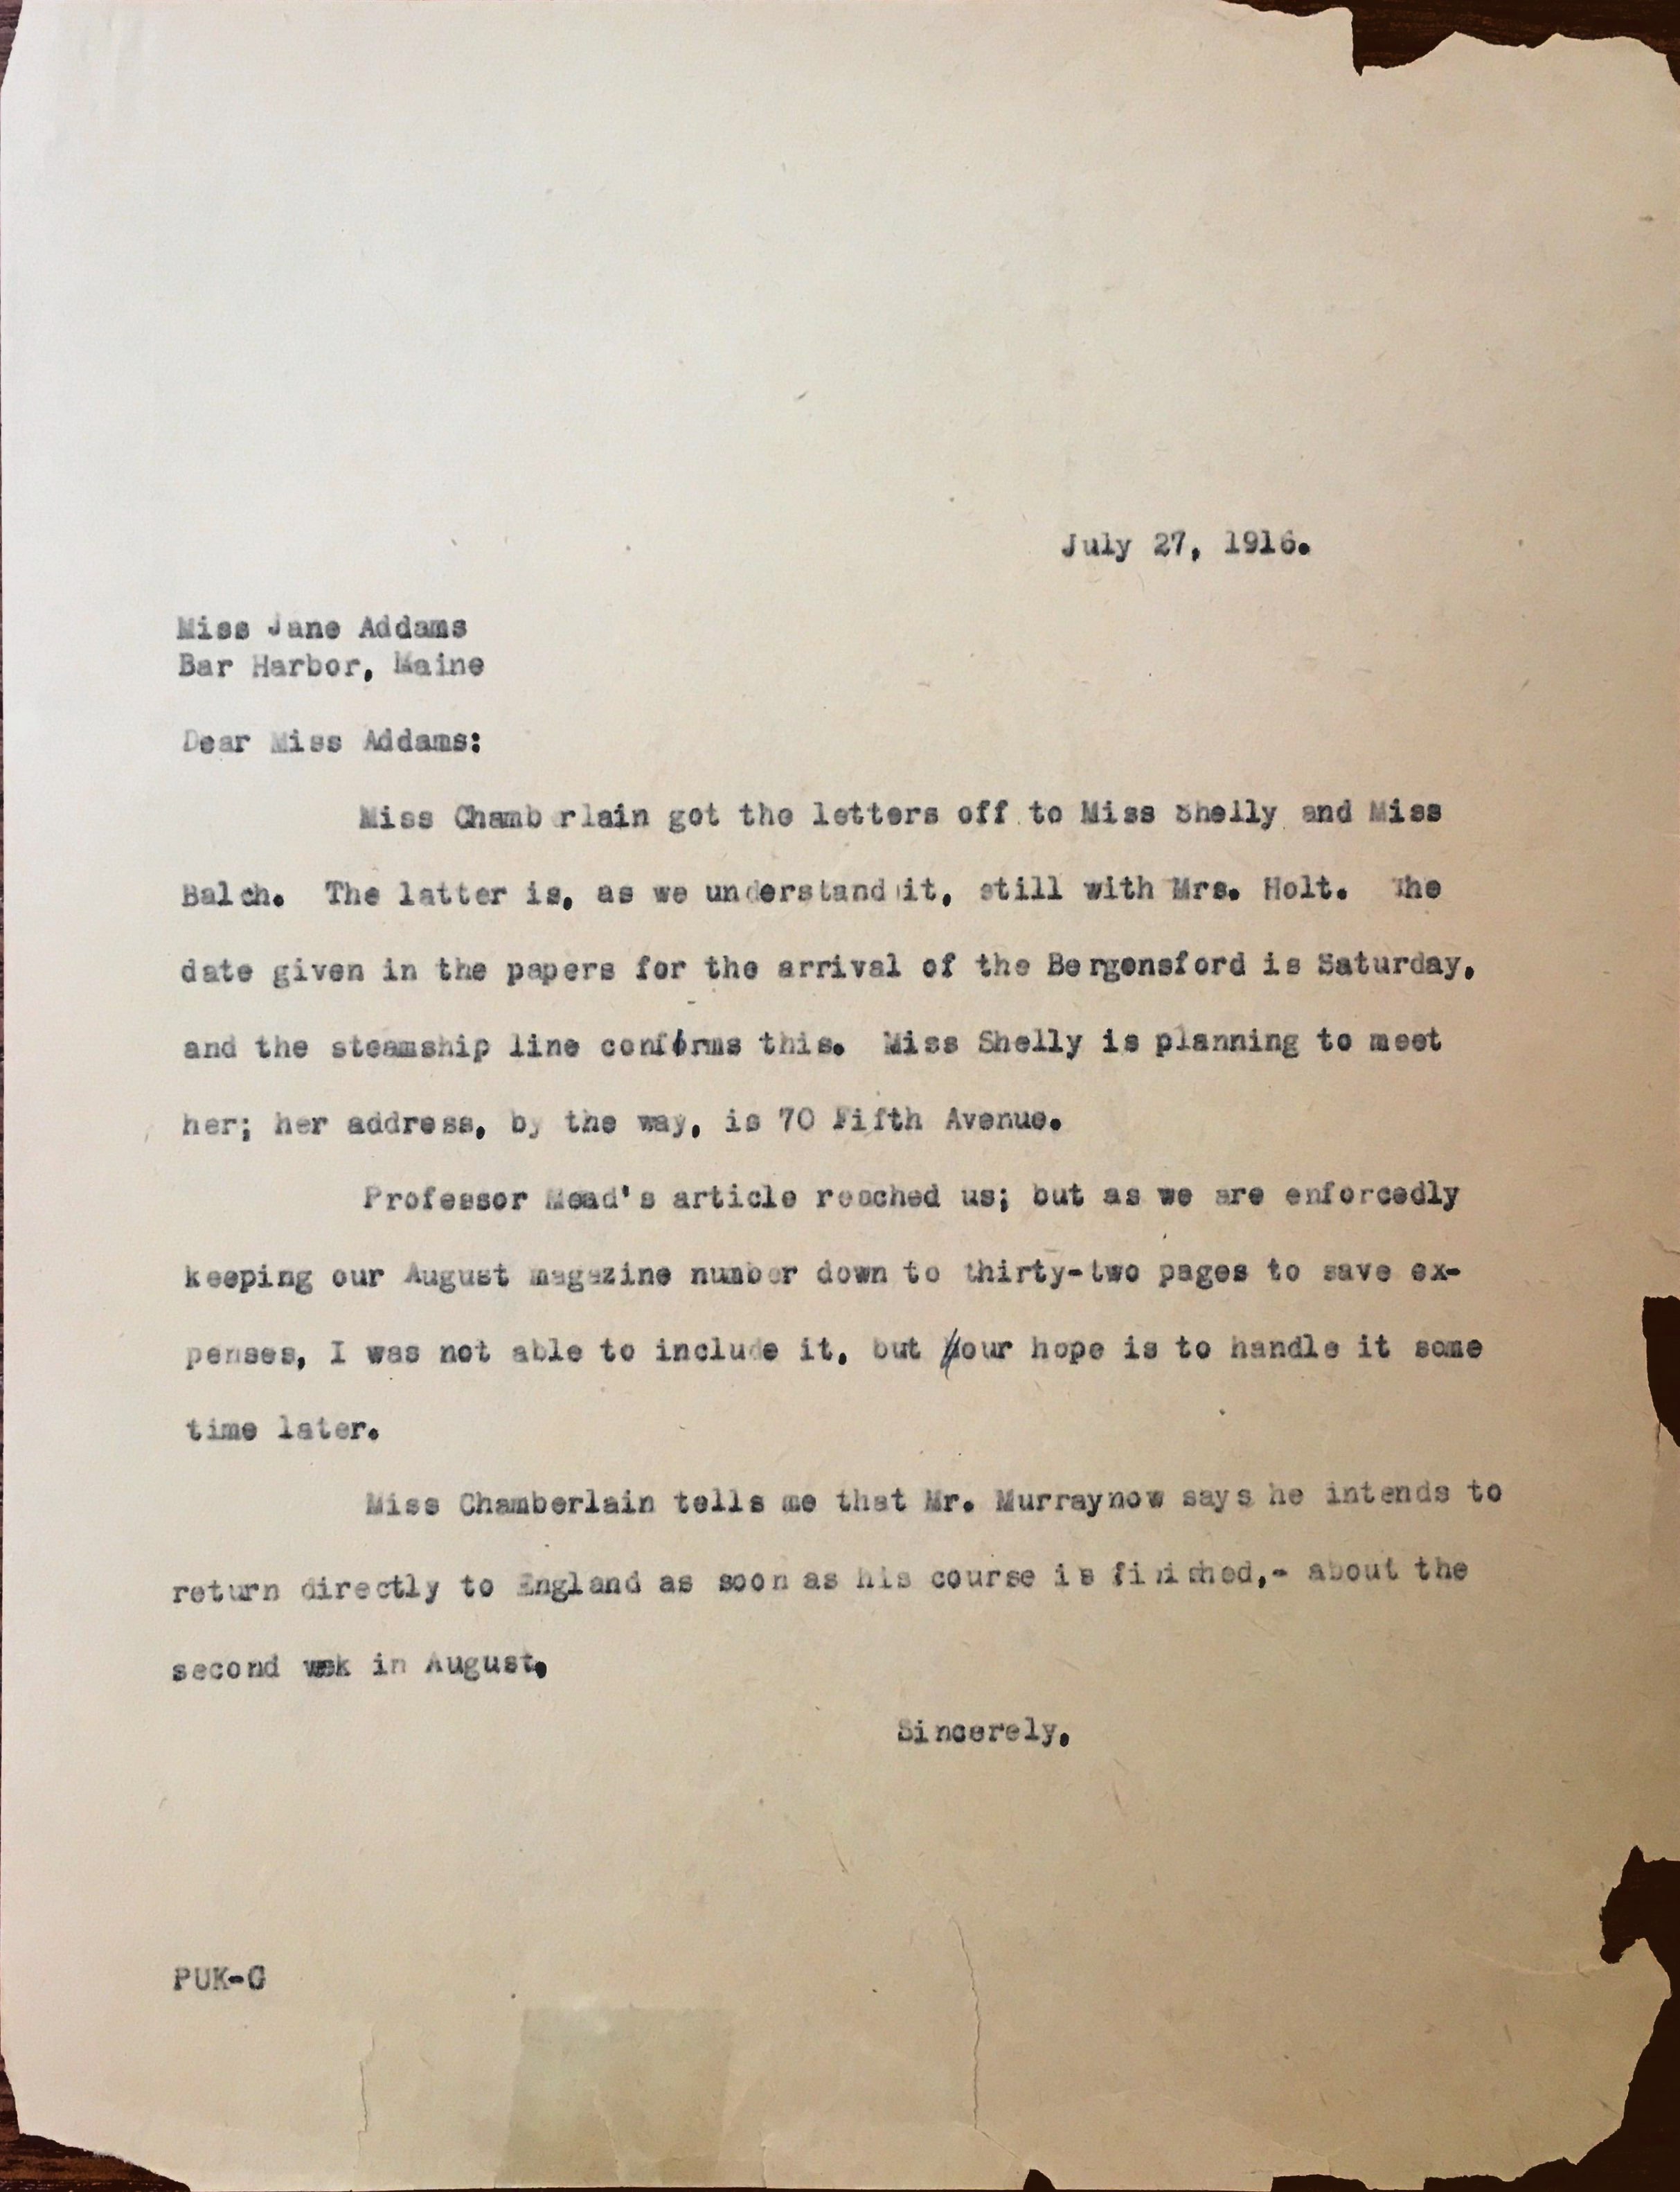 July 27, 1916.
Miss Jane Addams
Bar Harbor, Maine
Dear Miss Addams:
Miss Chamb rlain got the letters off to Miss Shelly and Miss
Balch. The latter is, as we understand it, still with Mrs. Holt. The
date given in the papers for the arrival of the Bergensford is Saturday,
and the steamship line confirms this. Miss Shelly is planning to meet
her; her address, by the way, is 70 Fifth Avenue.
Professor Mead's article reached us; but as we are enforcedly
keeping our August magazine number down to thirty-two pages to save ex-
penses, I was not able to include it, but our hope is to handle it some
time later.
Miss Chamberlain tells me that Mr. Murraynow says he intends to
return directly to England as soon as his course is finished,- about the
second week in August.
Sincerely,
PUK-G